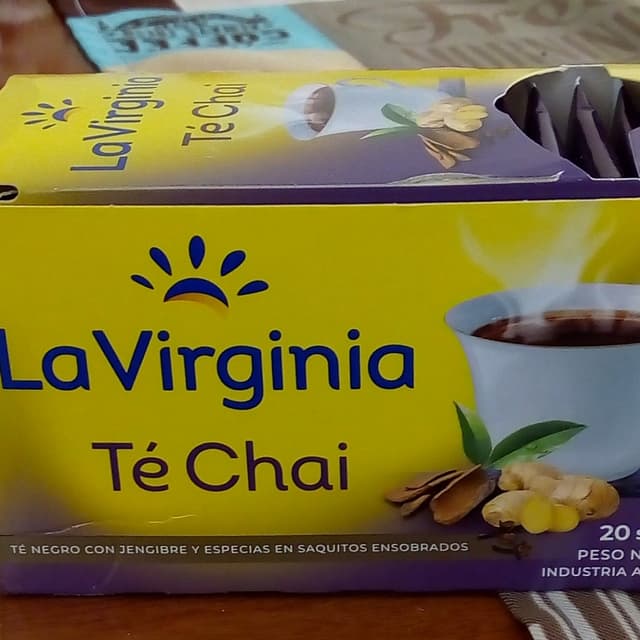 LaVirginia
Té Chai
LaVirginia
Té Chai
TÉ NEGRO CON JENGIBRE Y ESPECIAS EN SAQUITOS ENSOBRADOS
20
PESO
INDUSTRIA